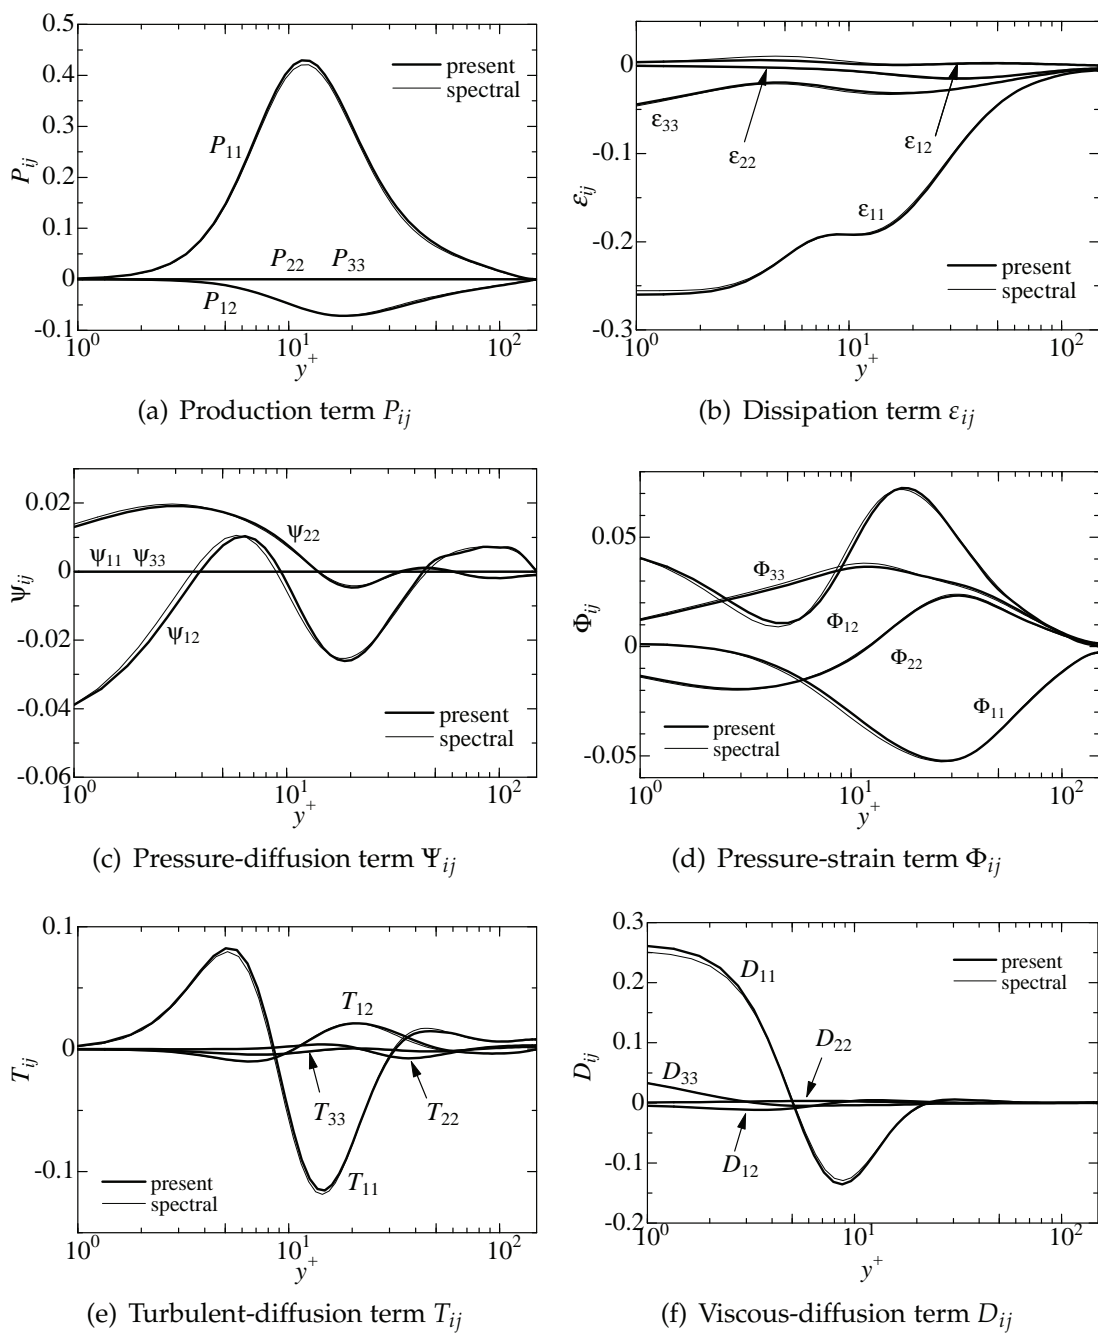 0.5
0.4
0.3
0.2
0.1
0
-0.1
P_ij
present
spectral
P_11
P_22 P_33
P_12
10^0 10^1 10^2
y^+
(a) Production term P_ij
0
-0.1
-0.2
-0.3
ε_ij
ε_33
ε_22
ε_12
ε_11
present
spectral
10^0 10^1 10^2
y^+
(b) Dissipation term ε_ij
0.02
0
-0.02
-0.04
-0.06
Ψ_ij
ψ_22
ψ_11 ψ_33
ψ_12
present
spectral
10^0 10^1 10^2
y^+
(c) Pressure-diffusion term Ψ_ij
0.05
0
-0.05
Φ_ij
Φ_33
Φ_12
Φ_22
Φ_11
present
spectral
10^0 10^1 10^2
y^+
(d) Pressure-strain term Φ_ij
0.1
0
-0.1
T_ij
T_12
T_33
T_22
T_11
present
spectral
10^0 10^1 10^2
y^+
(e) Turbulent-diffusion term T_ij
0.3
0.2
0.1
0
-0.1
-0.2
D_ij
present
spectral
D_11
D_22
D_33
D_12
10^0 10^1 10^2
y^+
(f) Viscous-diffusion term D_ij